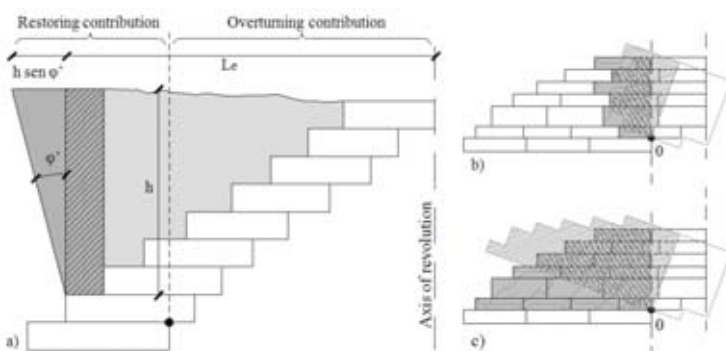 Restoring contribution Overturning contribution
h sen φ'
Le
φ'
h
Axis of revolution
a)
0
b)
0
c)